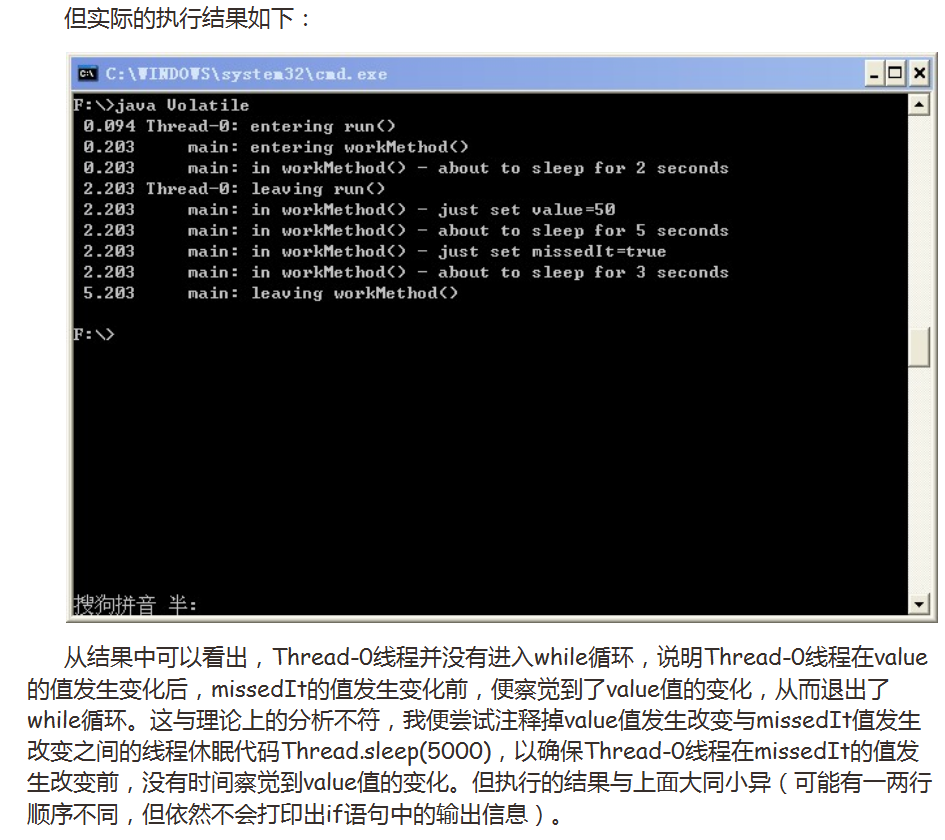 但实际的执行结果如下：
C:\WINDOWS\system32\cmd.exe
F:\>java Volatile
0.094 Thread-0: entering run()
0.203 main: entering workMethod()
0.203 main: in workMethod() - about to sleep for 2 seconds
2.203 Thread-0: leaving run()
2.203 main: in workMethod() - just set value=50
2.203 main: in workMethod() - about to sleep for 5 seconds
2.203 main: in workMethod() - just set missedIt=true
2.203 main: in workMethod() - about to sleep for 3 seconds
5.203 main: leaving workMethod()
F:\>
搜狗拼音 半:
从结果中可以看出，Thread-0线程并没有进入while循环，说明Thread-0线程在value
的值发生变化后，missedIt的值发生变化前，便察觉到了value值的变化，从而退出了
while循环。这与理论上的分析不符，我便尝试注释掉value值发生改变与missedIt值发生
改变之间的线程休眠代码Thread.sleep(5000)，以确保Thread-0线程在missedIt的值发
生改变前，没有时间察觉到value值的变化。但执行的结果与上面大同小异（可能有一两行
顺序不同，但依然不会打印出if语句中的输出信息）。